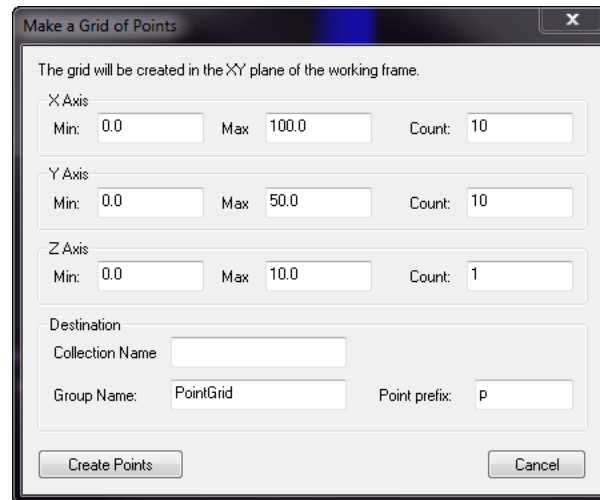 Make a Grid of Points
X
The grid will be created in the XY plane of the working frame.
X Axis
Min: 0.0 Max 100.0 Count: 10
Y Axis
Min: 0.0 Max 50.0 Count: 10
Z Axis
Min: 0.0 Max 10.0 Count: 1
Destination
Collection Name
Group Name: PointGrid Point prefix: p
Create Points Cancel